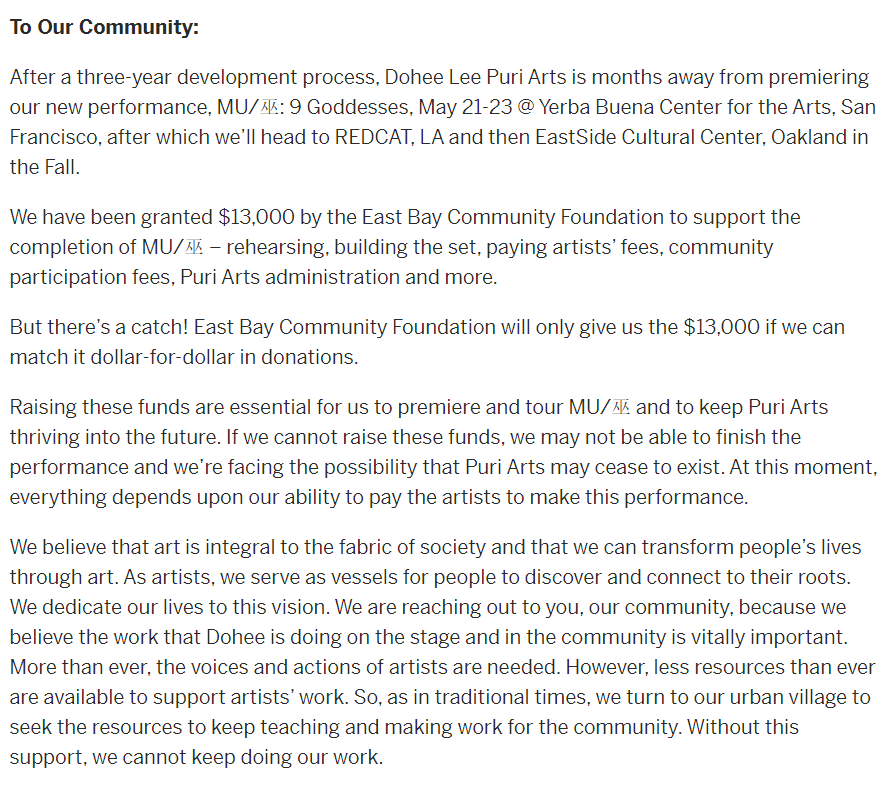 To Our Community:
After a three-year development process, Dohee Lee Puri Arts is months away from premiering
our new performance, MU/巫: 9 Goddesses, May 21-23 @ Yerba Buena Center for the Arts, San
Francisco, after which we’ll head to REDCAT, LA and then EastSide Cultural Center, Oakland in
the Fall.
We have been granted $13,000 by the East Bay Community Foundation to support the
completion of MU/巫 – rehearsing, building the set, paying artists’ fees, community
participation fees, Puri Arts administration and more.
But there’s a catch! East Bay Community Foundation will only give us the $13,000 if we can
match it dollar-for-dollar in donations.
Raising these funds are essential for us to premiere and tour MU/巫 and to keep Puri Arts
thriving into the future. If we cannot raise these funds, we may not be able to finish the
performance and we’re facing the possibility that Puri Arts may cease to exist. At this moment,
everything depends upon our ability to pay the artists to make this performance.
We believe that art is integral to the fabric of society and that we can transform people’s lives
through art. As artists, we serve as vessels for people to discover and connect to their roots.
We dedicate our lives to this vision. We are reaching out to you, our community, because we
believe the work that Dohee is doing on the stage and in the community is vitally important.
More than ever, the voices and actions of artists are needed. However, less resources than ever
are available to support artists’ work. So, as in traditional times, we turn to our urban village to
seek the resources to keep teaching and making work for the community. Without this
support, we cannot keep doing our work.